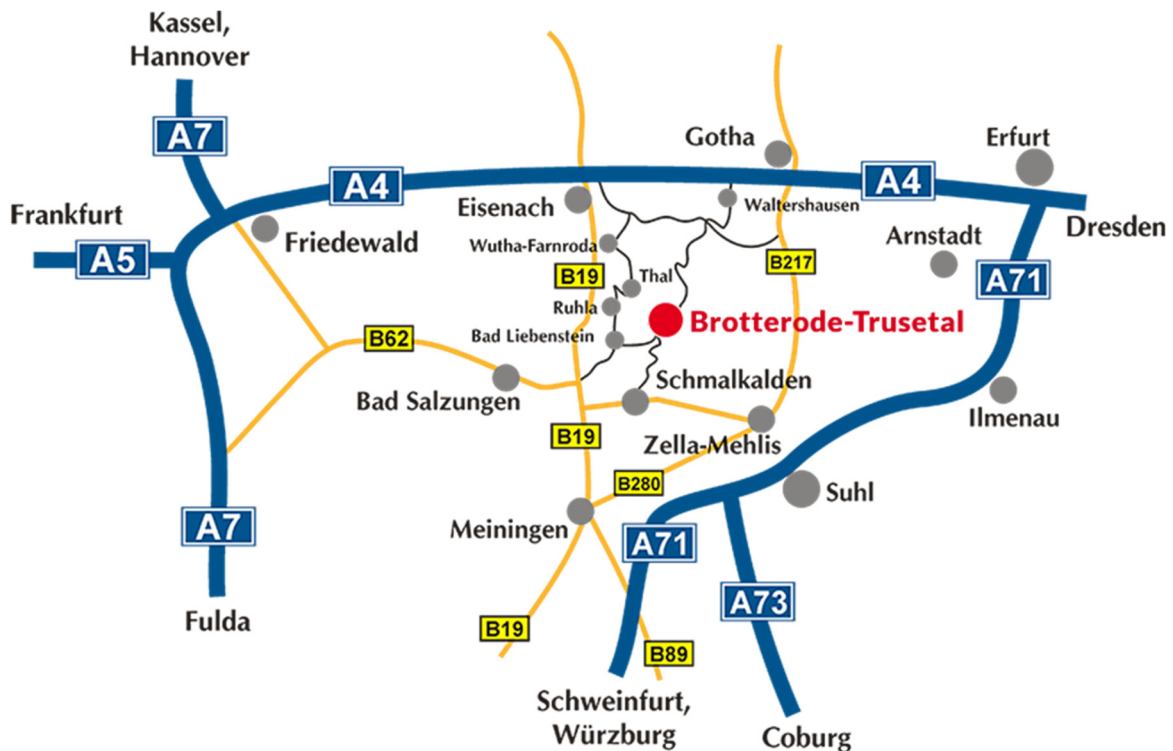 Kassel,
Hannover
A7
Gotha
Erfurt
A4
A4
Eisenach
Waltershausen
Frankfurt
Friedewald
Dresden
Wutha-Farnroda
Arnstadt
A5
B217
B19
Thal
A71
Ruhla
Brotterode-Trusetal
Bad Liebenstein
B62
Schmalkalden
Bad Salzungen
Ilmenau
B19
Zella-Mehlis
B280
Suhl
A7
Meiningen
A71
A73
Fulda
B19
B89
Schweinfurt,
Würzburg
Coburg